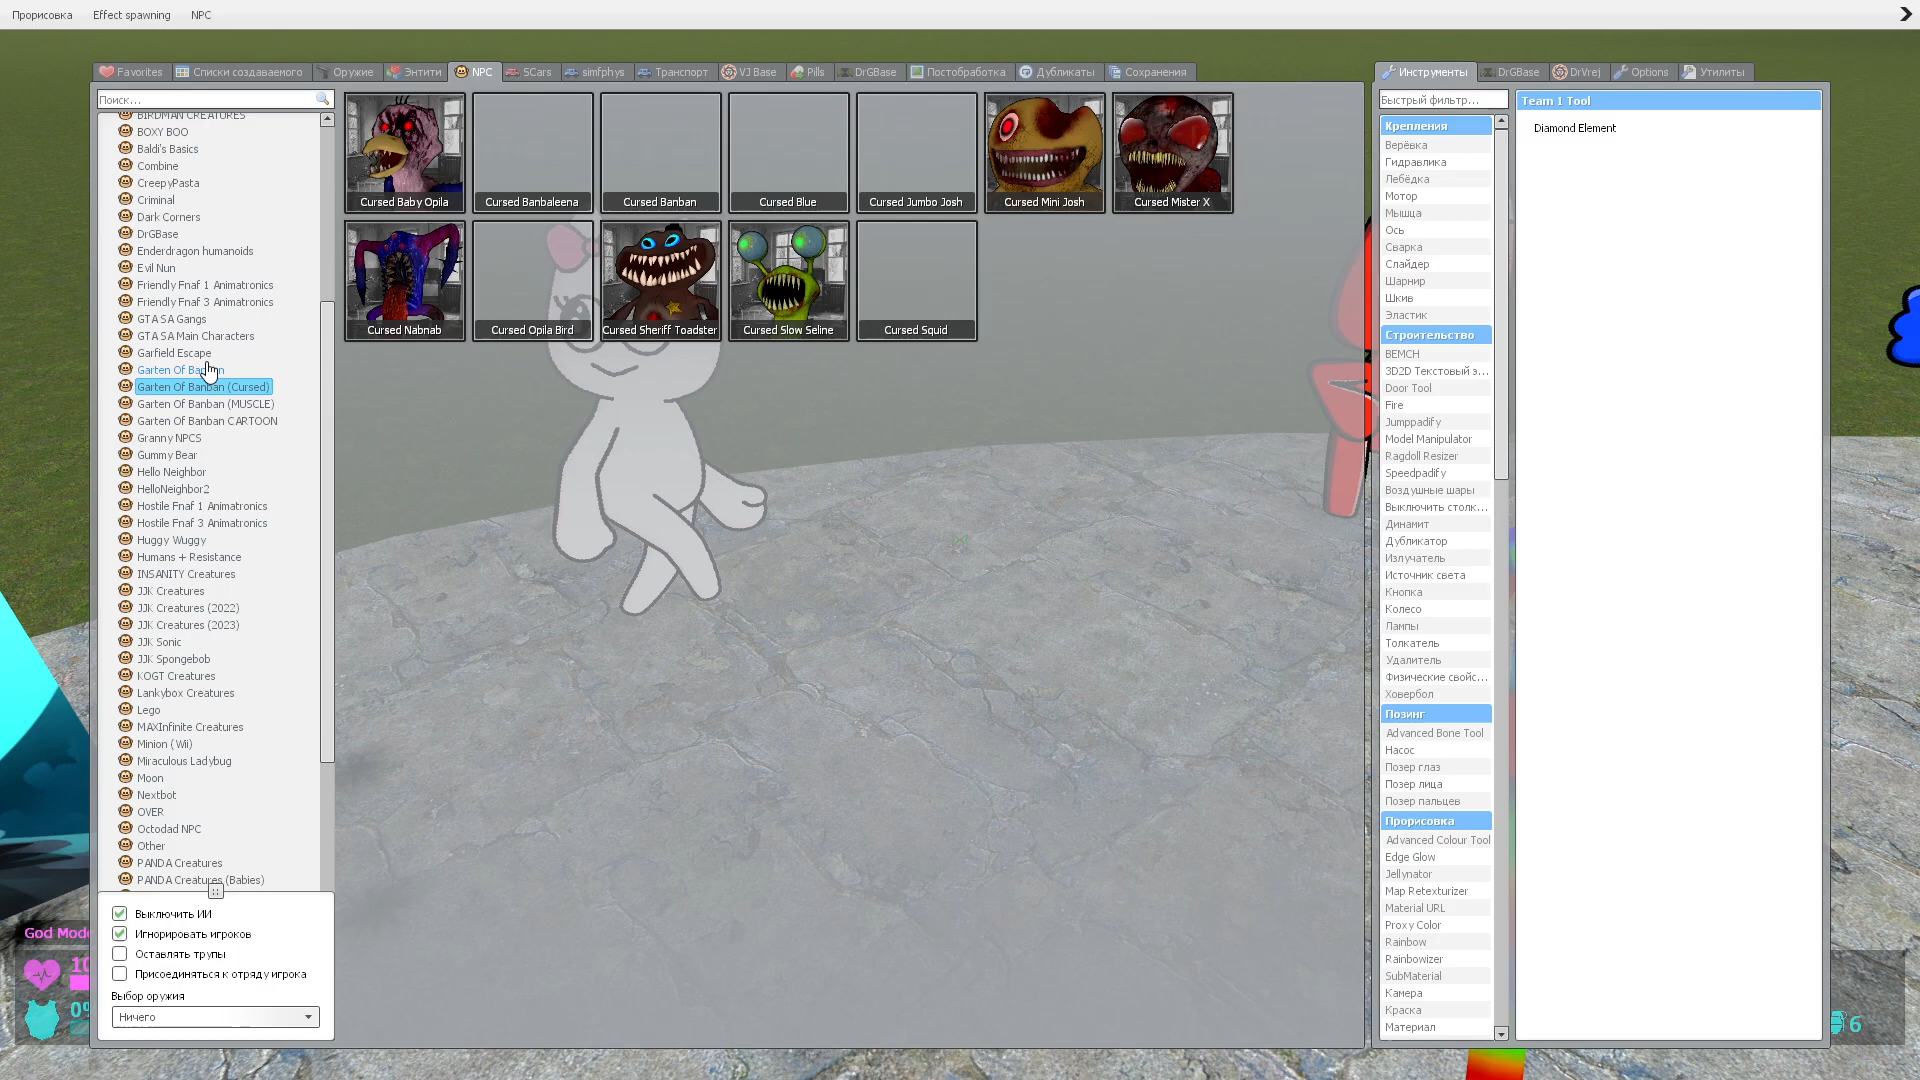 Прорисовка Effect spawning NPC
Favorites Списки создаваемого Оружие Энтити NPC SCars simfphys Транспорт VJ Base Pills DrGBase Постобработка Дубликаты Сохранения
Инструменты DrGBase DrVrej Options Утилиты
Поиск...
BIRDMAN CREATURES
BOXY BOO
Baldi's Basics
Combine
CreepyPasta
Criminal
Dark Corners
DrGBase
Enderdragon humanoids
Evil Nun
Friendly Fnaf 1 Animatronics
Friendly Fnaf 3 Animatronics
GTA SA Gangs
GTA SA Main Characters
Garfield Escape
Garten Of Banban
Garten Of Banban (Cursed)
Garten Of Banban (MUSCLE)
Garten Of Banban CARTOON
Granny NPCS
Gummy Bear
Hello Neighbor
HelloNeighbor2
Hostile Fnaf 1 Animatronics
Hostile Fnaf 3 Animatronics
Huggy Wuggy
Humans + Resistance
INSANITY Creatures
JJK Creatures
JJK Creatures (2022)
JJK Creatures (2023)
JJK Sonic
JJK Spongebob
KOGT Creatures
Lankybox Creatures
Lego
MAXInfinite Creatures
Minion (Wii)
Miraculous Ladybug
Moon
Nextbot
OVER
Octodad NPC
Other
PANDA Creatures
PANDA Creatures (Babies)
Выключить ИИ
Игнорировать игроков
Оставлять трупы
Присоединяться к отряду игрока
Выбор оружия
Ничего
God Mode
10
0%
Cursed Baby Opila Cursed Banbaleena Cursed Banban Cursed Blue Cursed Jumbo Josh Cursed Mini Josh Cursed Mister X
Cursed Nabnab Cursed Opila Bird Cursed Sheriff Toadster Cursed Slow Seline Cursed Squid
Быстрый фильтр...
Крепления
Верёвка
Гидравлика
Лебёдка
Мотор
Мышца
Ось
Сварка
Слайдер
Шарнир
Шкив
Эластик
Строительство
BEMCH
3D2D Текстовый э...
Door Tool
Fire
Jumppadify
Model Manipulator
Ragdoll Resizer
Speedpadify
Воздушные шары
Выключить столк...
Динамит
Дубликатор
Излучатель
Источник света
Кнопка
Колесо
Лампы
Толкатель
Удалитель
Физические свойс...
Ховербол
Позинг
Advanced Bone Tool
Насос
Позер глаз
Позер лица
Позер пальцев
Прорисовка
Advanced Colour Tool
Edge Glow
Jellynator
Map Retexturizer
Material URL
Proxy Color
Rainbow
Rainbowizer
SubMaterial
Камера
Краска
Материал
Team 1 Tool
Diamond Element
6